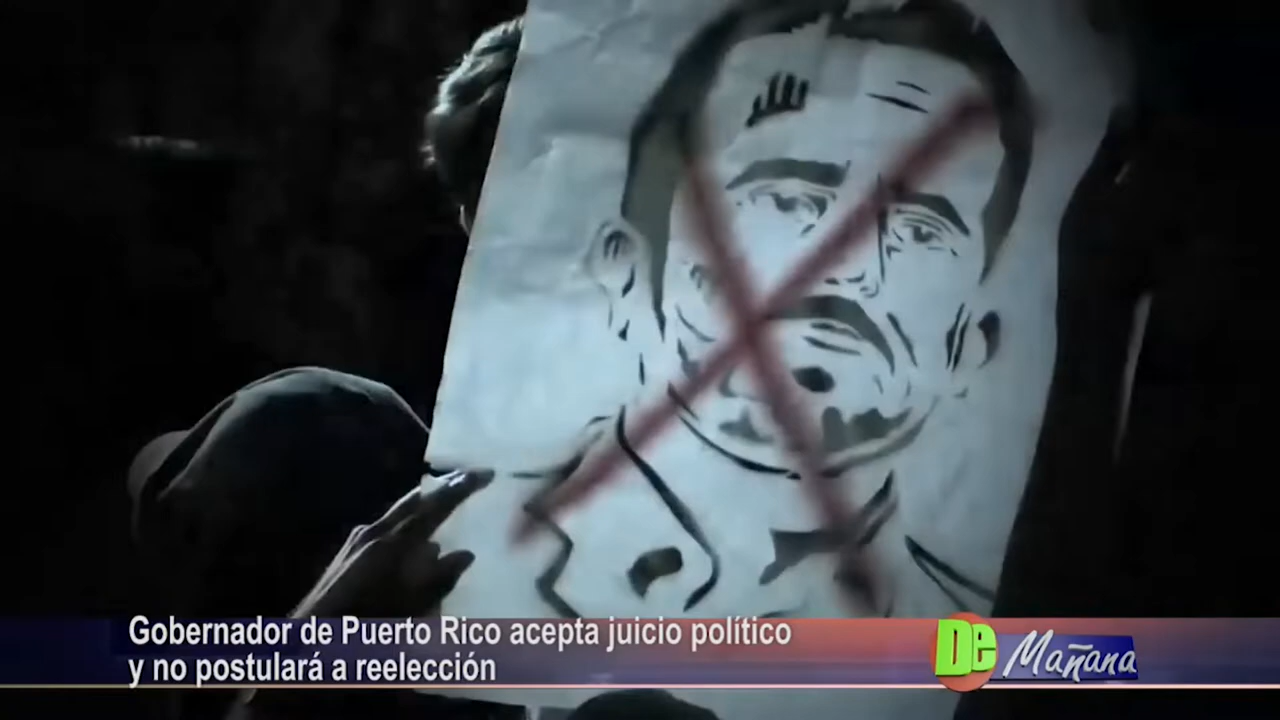 Gobernador de Puerto Rico acepta juicio político
y no postulará a reelección
De Mañana